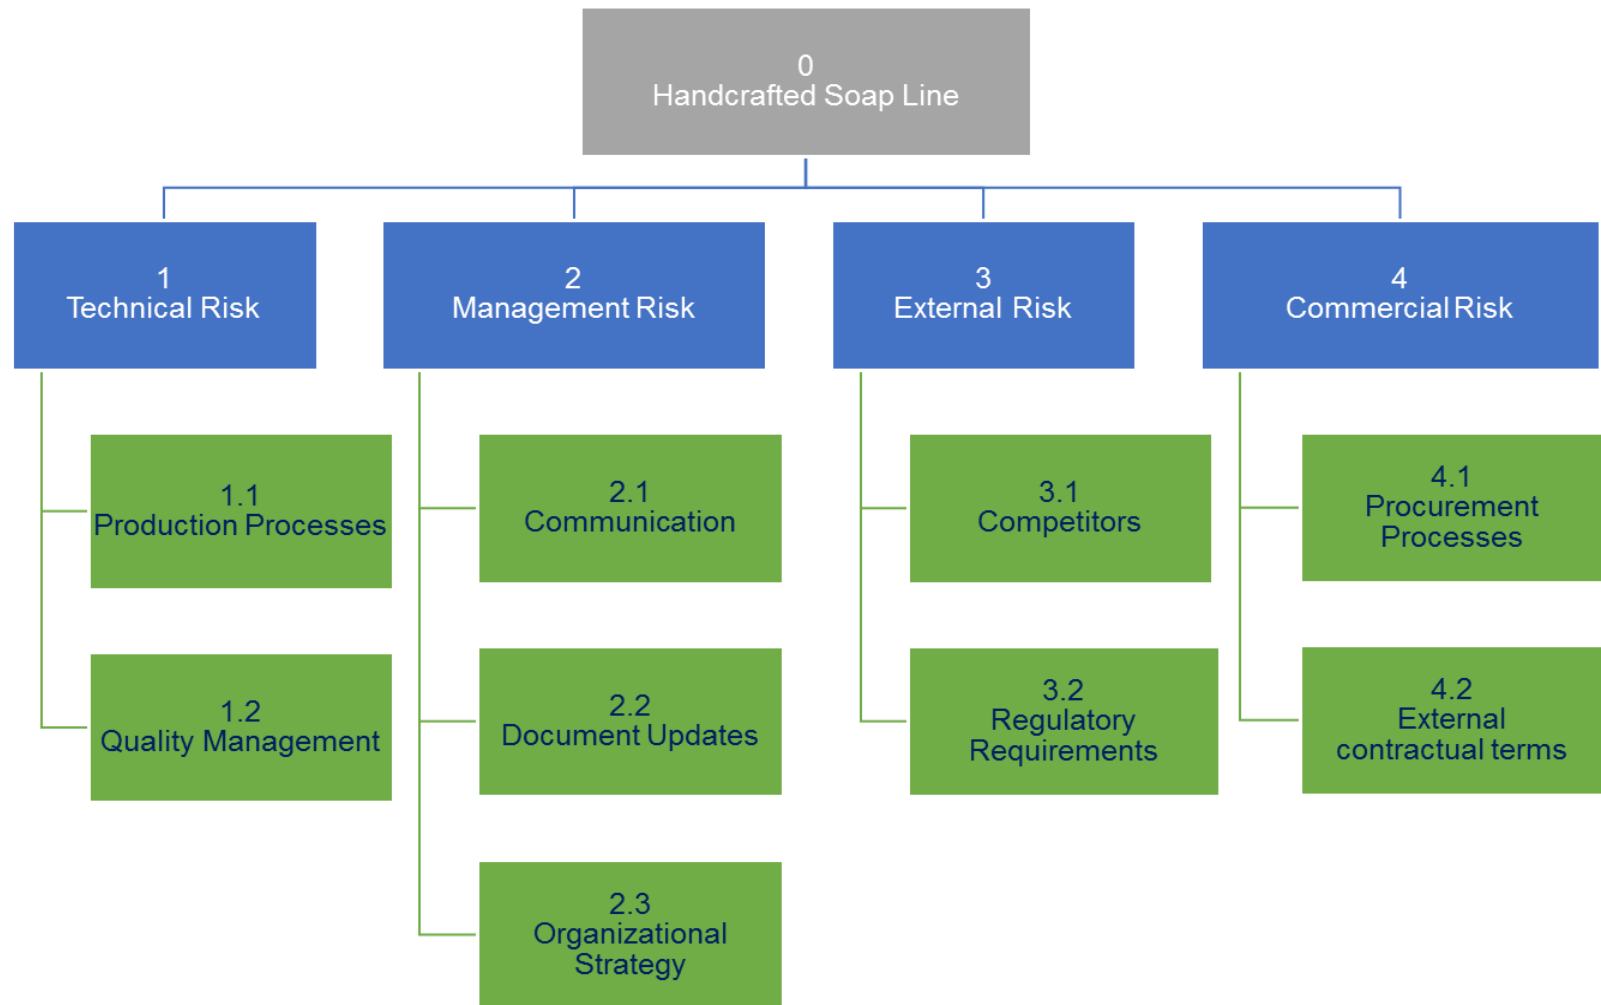 0
Handcrafted Soap Line
1
Technical Risk
2
Management Risk
3
External Risk
4
Commercial Risk
1.1
Production Processes
1.2
Quality Management
2.1
Communication
2.2
Document Updates
2.3
Organizational
Strategy
3.1
Competitors
3.2
Regulatory
Requirements
4.1
Procurement
Processes
4.2
External
contractual terms